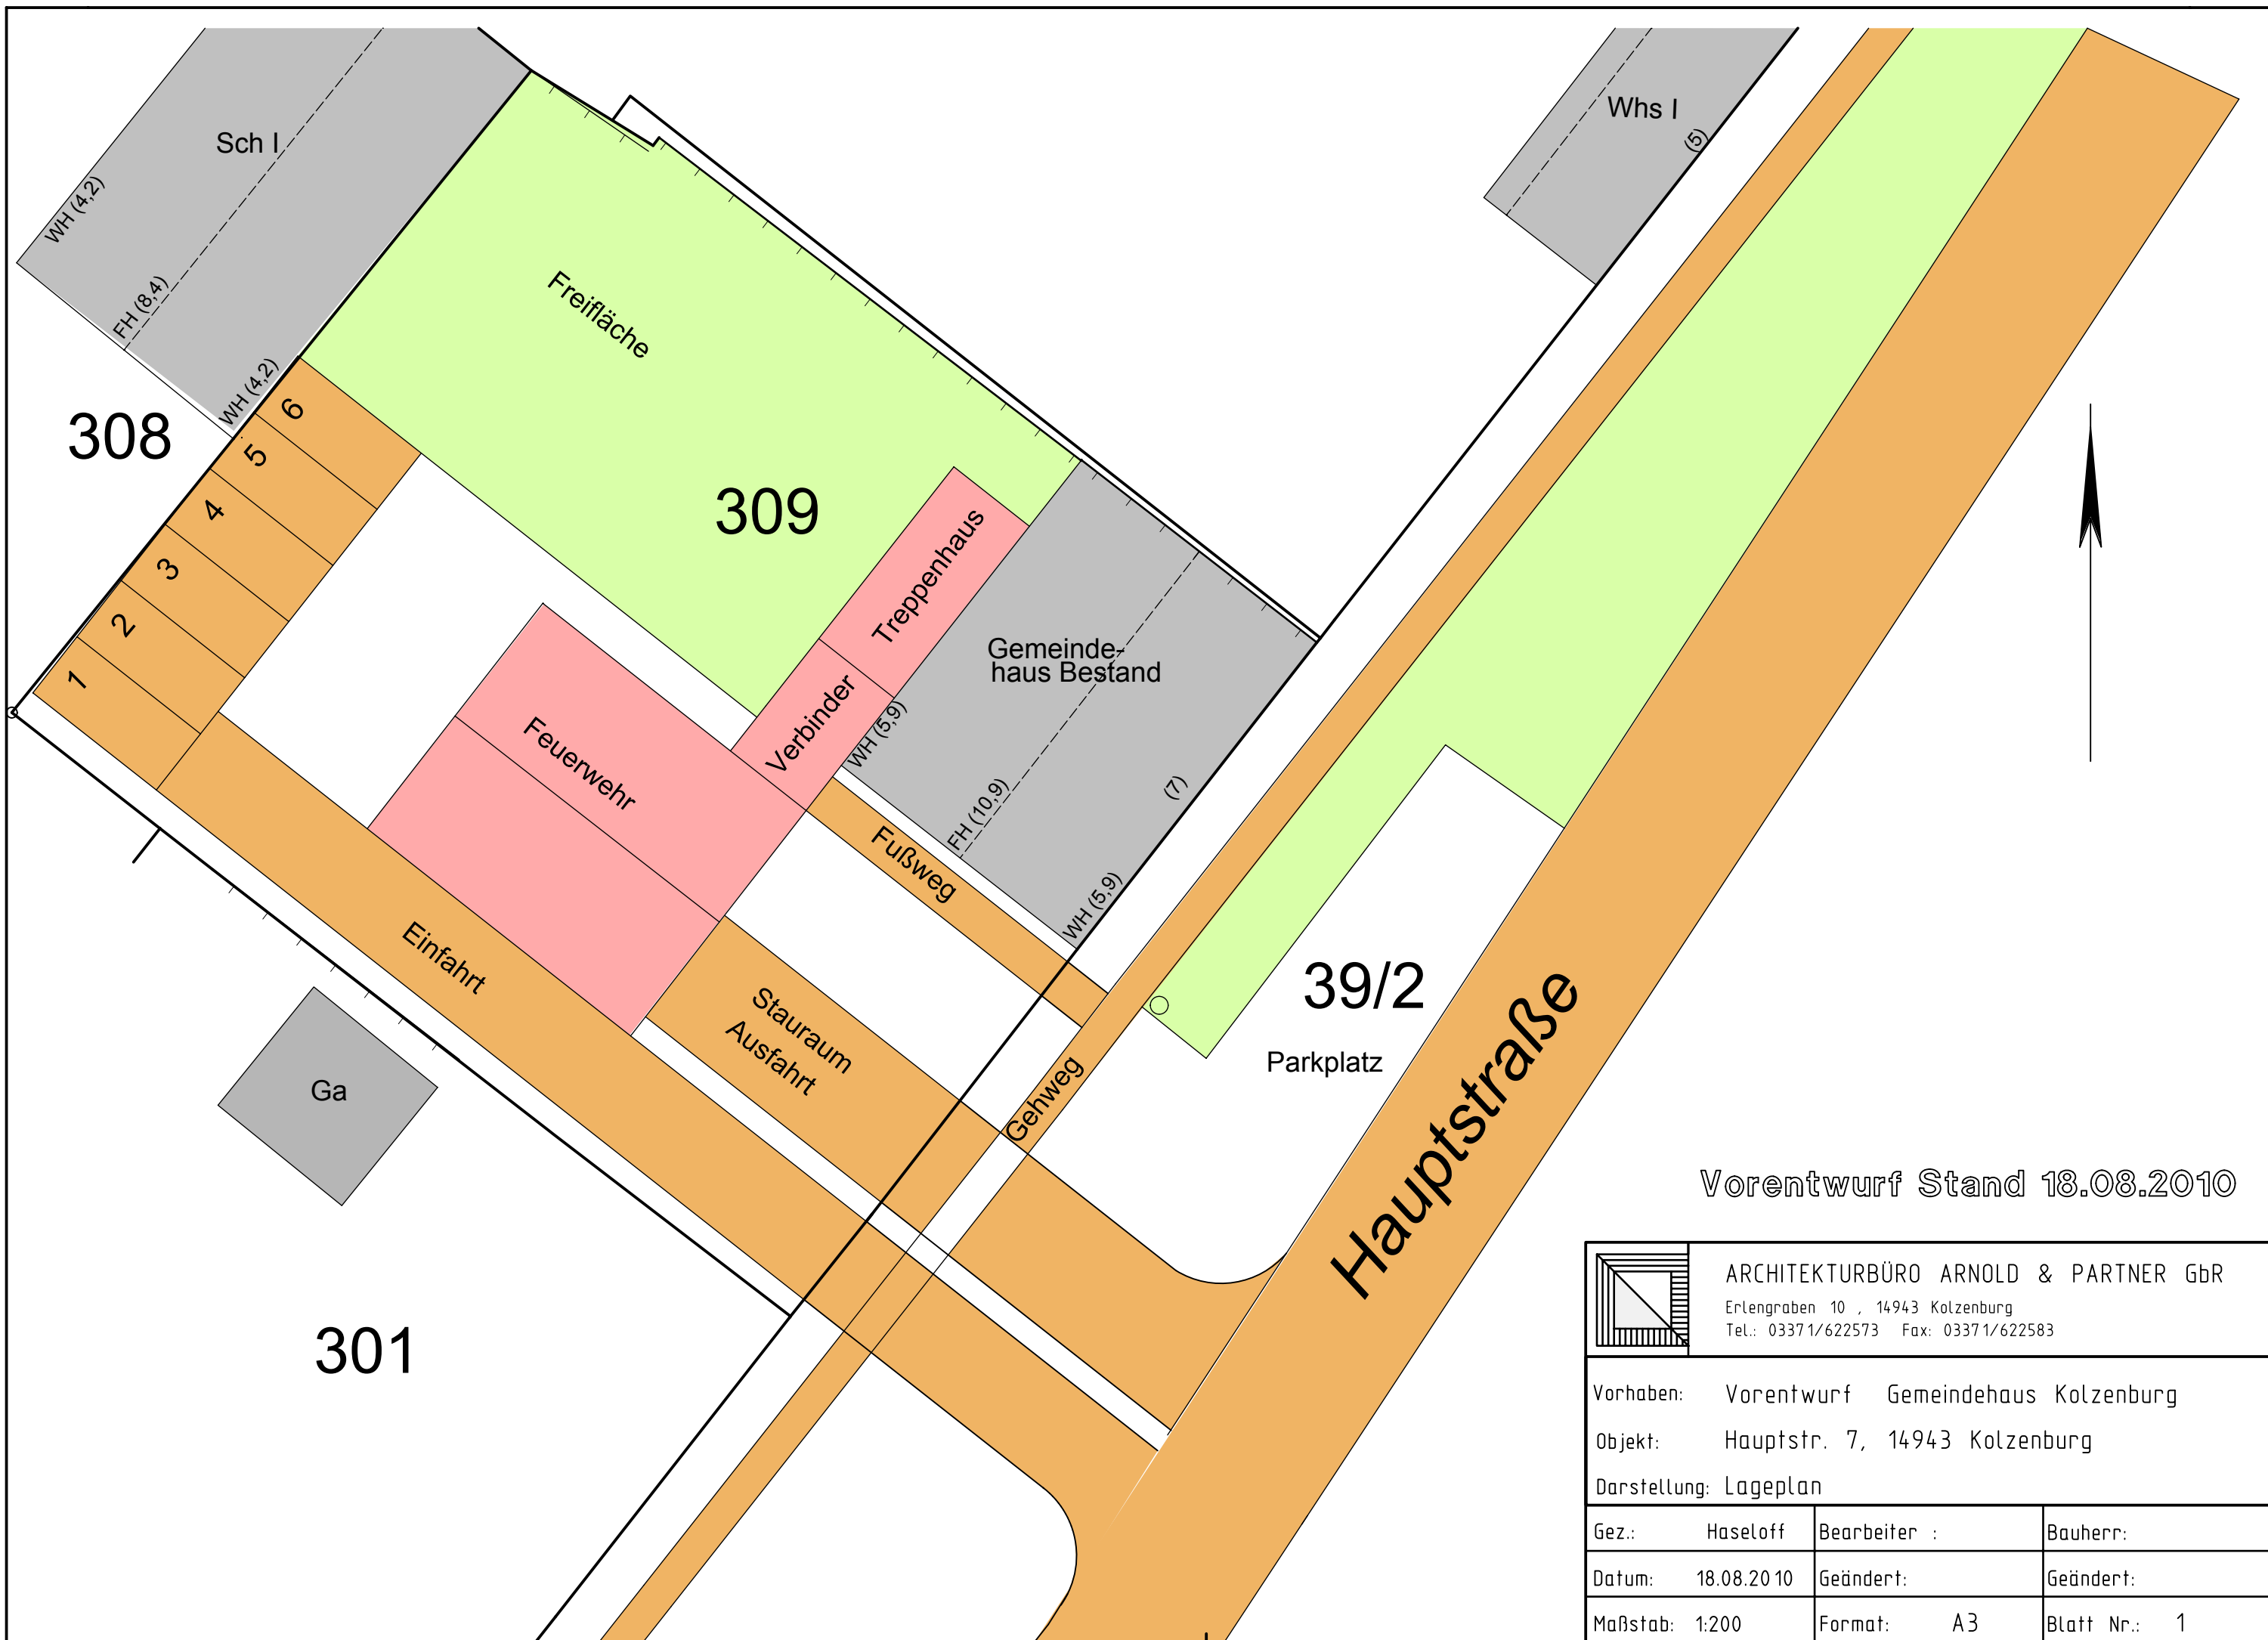 Sch I
WH (4,2)
FH (8,4)
WH (4,2)
308
6
5
4
3
2
1
Freifläche
309
Whs I
(5)
Treppenhaus
Verbinder
Gemeinde-
haus Bestand
WH (5,9)
FH (10,9)
WH (5,9)
(7)
Feuerwehr
Fußweg
Einfahrt
Stauraum
Ausfahrt
Gehweg
39/2
Parkplatz
Hauptstraße
Ga
301
Vorentwurf Stand 18.08.2010
ARCHITEKTURBÜRO ARNOLD & PARTNER GbR
Erlengraben 10 , 14943 Kolzenburg
Tel.: 03371/622573 Fax: 03371/622583
Vorhaben: Vorentwurf Gemeindehaus Kolzenburg
Objekt: Hauptstr. 7, 14943 Kolzenburg
Darstellung: Lageplan
Gez.: Haseloff Bearbeiter : Bauherr:
Datum: 18.08.2010 Geändert: Geändert:
Maßstab: 1:200 Format: A3 Blatt Nr.: 1